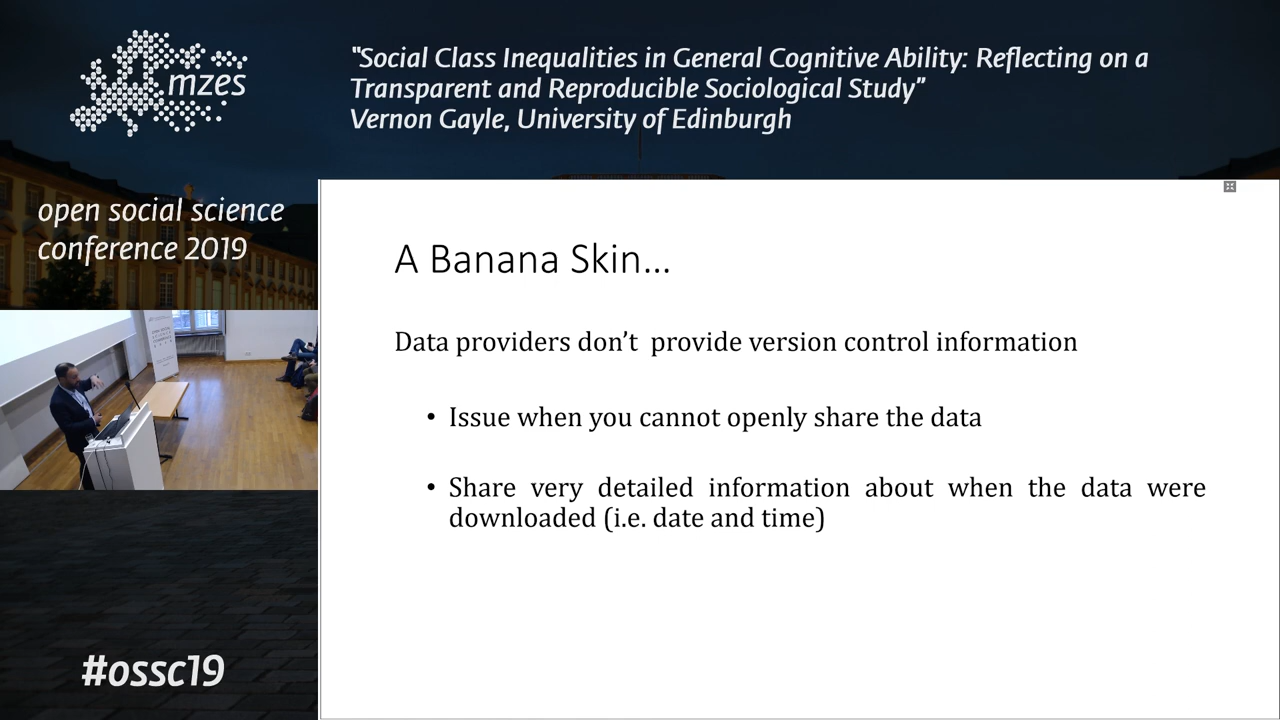 mzes
"Social Class Inequalities in General Cognitive Ability: Reflecting on a
Transparent and Reproducible Sociological Study"
Vernon Gayle, University of Edinburgh
open social science
conference 2019
A Banana Skin...
Data providers don't  provide version control information
• Issue when you cannot openly share the data
• Share very detailed information about when the data were
downloaded (i.e. date and time)
#ossc19